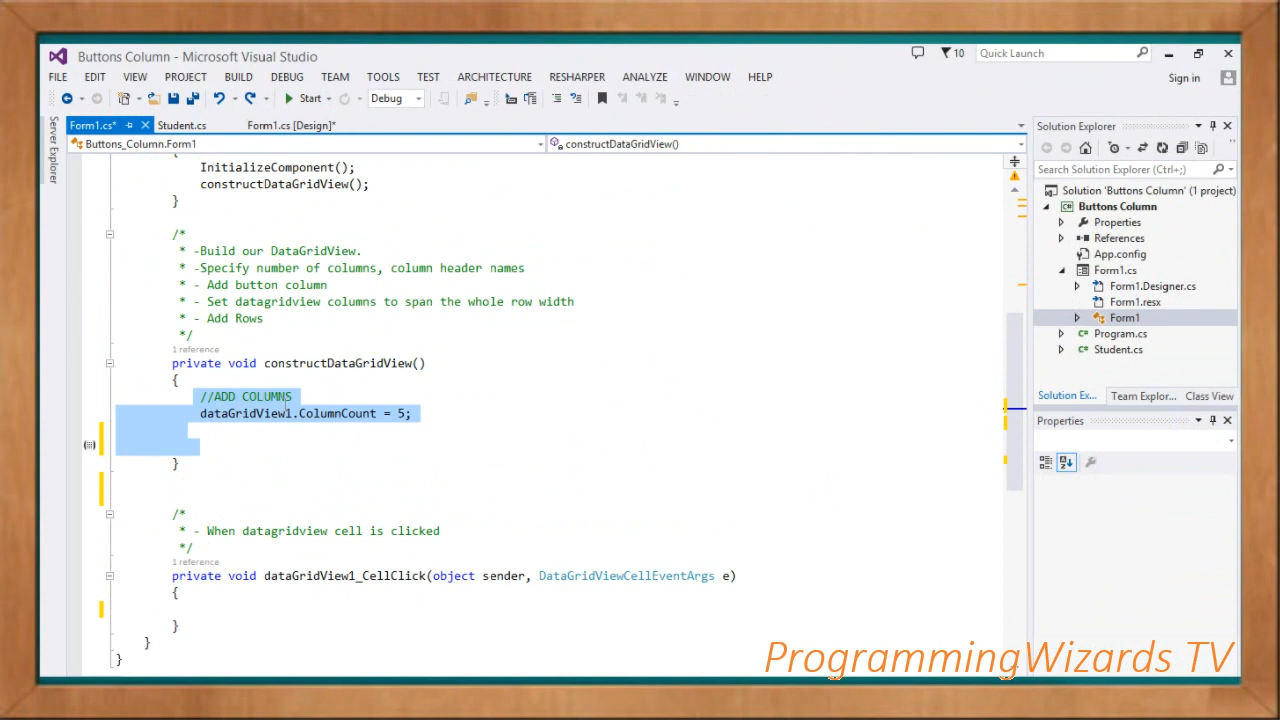 Buttons Column - Microsoft Visual Studio
10
Quick Launch
FILE EDIT VIEW PROJECT BUILD DEBUG TEAM TOOLS TEST ARCHITECTURE RESHARPER ANALYZE WINDOW HELP
Sign in
Start
Debug
Server Explorer
Form1.cs*
Student.cs
Form1.cs [Design]*
Buttons_Column.Form1
constructDataGridView()
{
InitializeComponent();
constructDataGridView();
}
/*
* -Build our DataGridView.
* -Specify number of columns, column header names
* - Add button column
* - Set datagridview columns to span the whole row width
* - Add Rows
*/
1 reference
private void constructDataGridView()
{
//ADD COLUMNS
dataGridView1.ColumnCount = 5;
}
/*
* - When datagridview cell is clicked
*/
1 reference
private void dataGridView1_CellClick(object sender, DataGridViewCellEventArgs e)
{
}
}
}
Solution Explorer
Search Solution Explorer (Ctrl+;)
Solution 'Buttons Column' (1 project)
C# Buttons Column
Properties
References
App.config
Form1.cs
Form1.Designer.cs
Form1.resx
Form1
C# Program.cs
C# Student.cs
Solution Ex...
Team Explor...
Class View
Properties
ProgrammingWizards TV